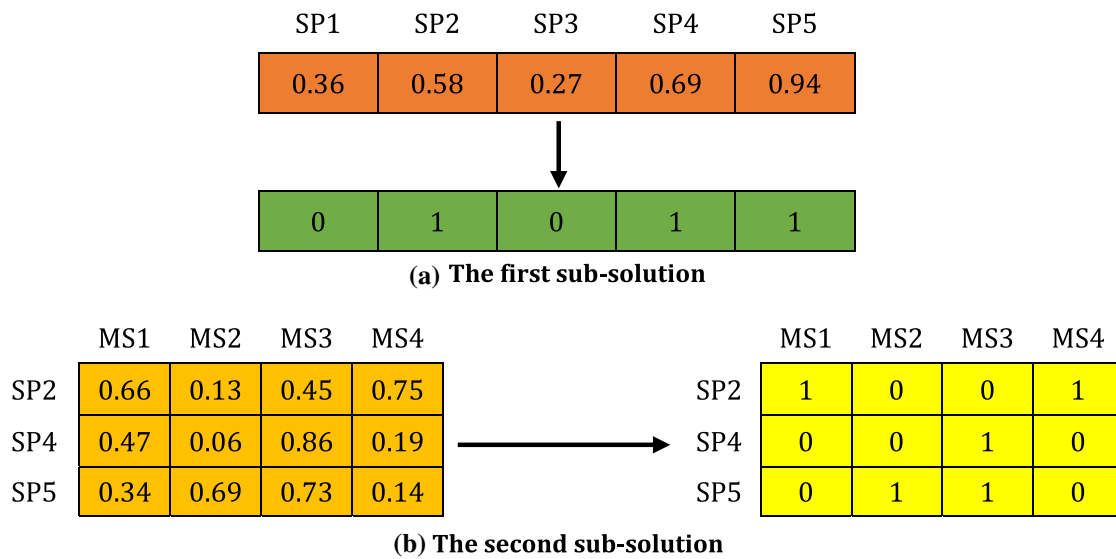 SP1 SP2 SP3 SP4 SP5
0.36 0.58 0.27 0.69 0.94
0 1 0 1 1
(a) The first sub-solution
MS1 MS2 MS3 MS4
SP2 0.66 0.13 0.45 0.75
SP4 0.47 0.06 0.86 0.19
SP5 0.34 0.69 0.73 0.14
MS1 MS2 MS3 MS4
SP2 1 0 0 1
SP4 0 0 1 0
SP5 0 1 1 0
(b) The second sub-solution